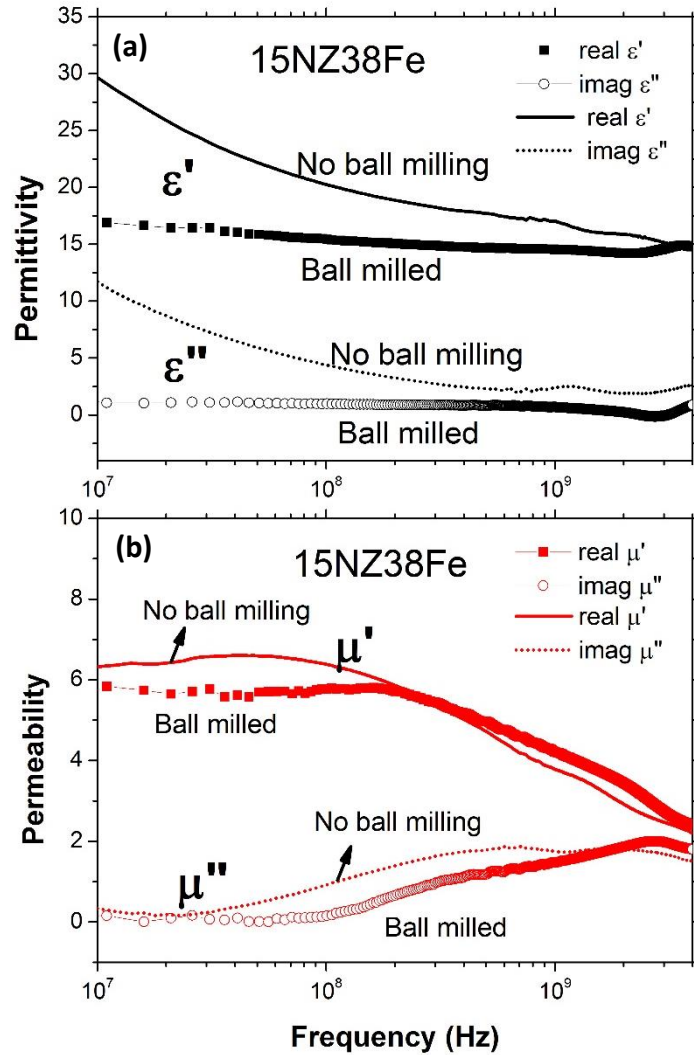 (a)
15NZ38Fe
real ε'
imag ε"
real ε'
imag ε"
35
30
25
20
15
10
5
0
Permittivity
ε'
No ball milling
Ball milled
ε"
No ball milling
Ball milled
10⁷
10⁸
10⁹
(b)
15NZ38Fe
real μ'
imag μ"
real μ'
imag μ"
10
8
6
4
2
0
Permeability
No ball milling
μ'
Ball milled
No ball milling
μ"
Ball milled
10⁷
10⁸
10⁹
Frequency (Hz)